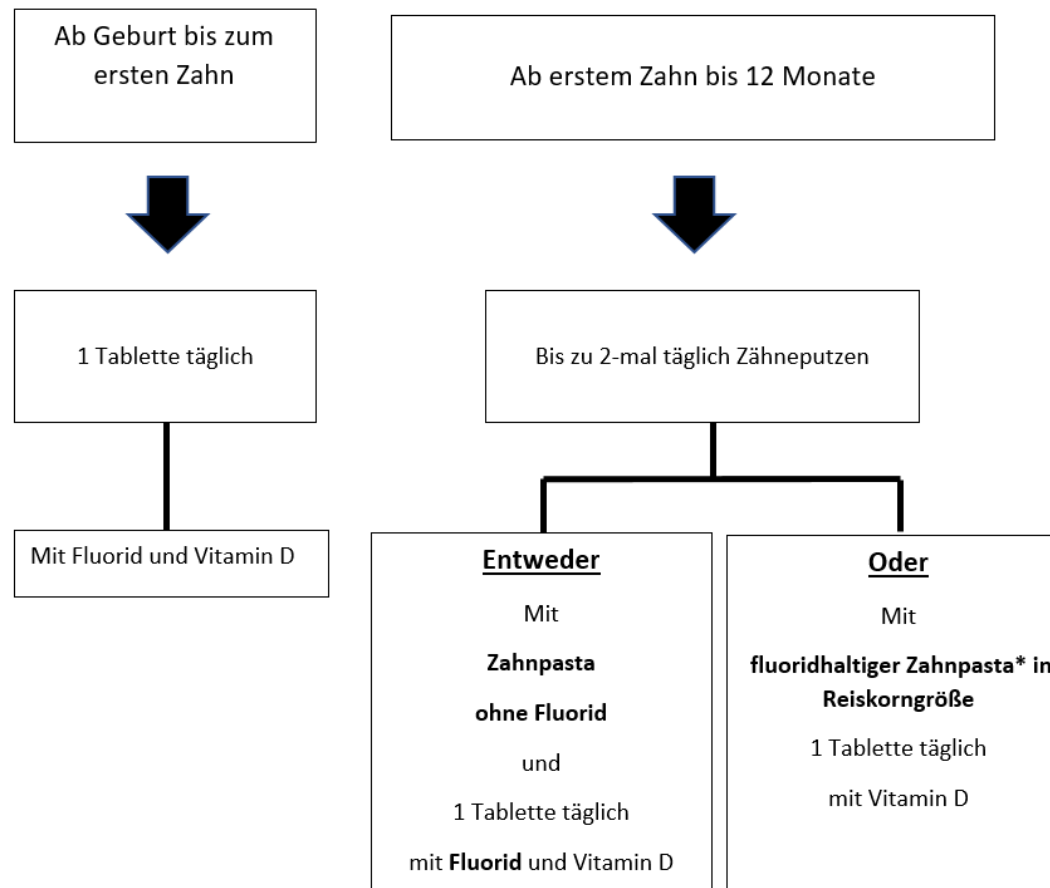 Ab Geburt bis zum
ersten Zahn
Ab erstem Zahn bis 12 Monate
1 Tablette täglich
Bis zu 2-mal täglich Zähneputzen
Mit Fluorid und Vitamin D
Entweder
Mit
Zahnpasta
ohne Fluorid
und
1 Tablette täglich
mit Fluorid und Vitamin D
Oder
Mit
fluoridhaltiger Zahnpasta* in
Reiskorngröße
1 Tablette täglich
mit Vitamin D